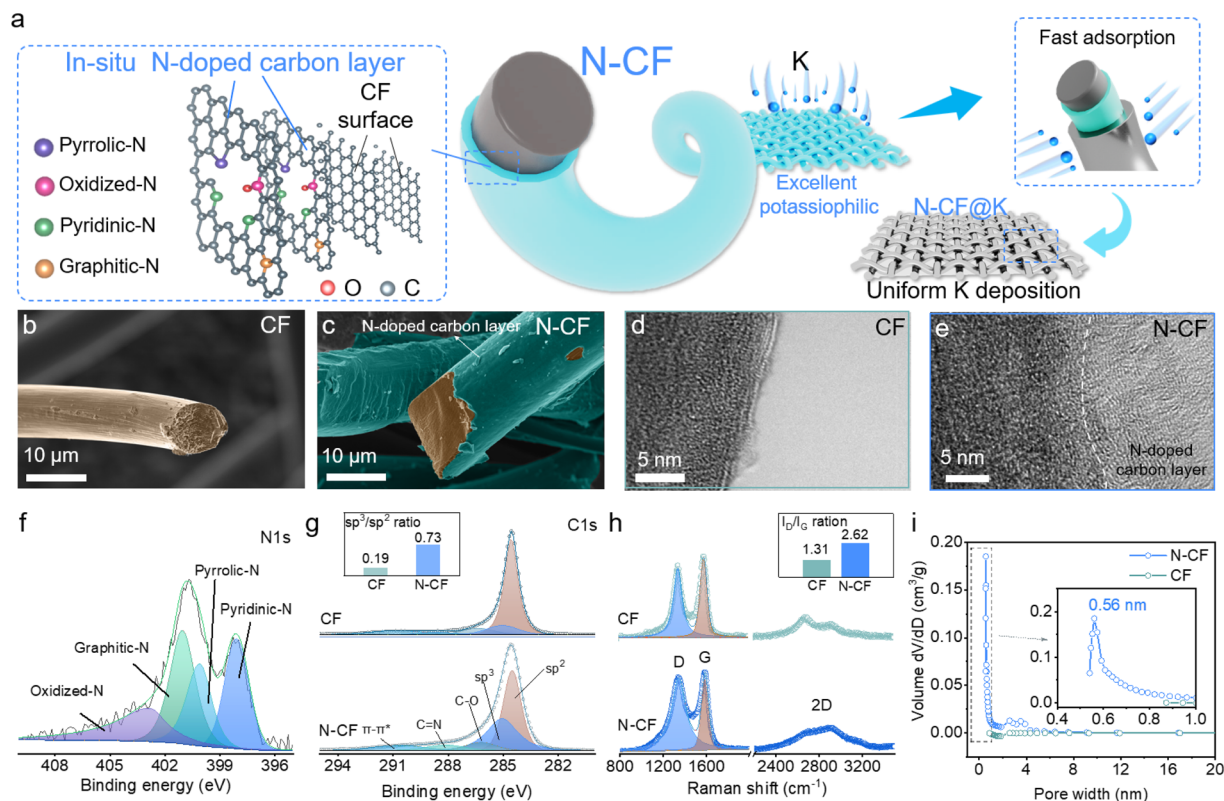 a
In-situ N-doped carbon layer
CF
surface
Pyrrolic-N
Oxidized-N
Pyridinic-N
Graphitic-N
O
C
N-CF
K
Excellent
potassiophilic
Fast adsorption
N-CF@K
Uniform K deposition
b
CF
10 μm
c
N-doped carbon layer
N-CF
10 μm
d
CF
5 nm
e
N-CF
5 nm
N-doped
carbon layer
f
N1s
Pyrrolic-N
Pyridinic-N
Graphitic-N
Oxidized-N
408 405 402 399 396
Binding energy (eV)
g
C1s
sp³/sp² ratio
0.19
0.73
CF
N-CF
CF
sp³
sp²
C-O
C=N
N-CF
π-π*
294 291 288 285 282
Binding energy (eV)
h
I_D/I_G ration
1.31
2.62
CF
N-CF
CF
D
G
N-CF
2D
800 1200 1600 2400 3200
Raman shift (cm⁻¹)
i
N-CF
CF
0.20
0.15
0.10
0.05
0.00
Volume dV/dD (cm³/g)
0.56 nm
0.2
0.1
0.0
0.4 0.6 0.8 1.0
0 4 8 12 16 20
Pore width (nm)